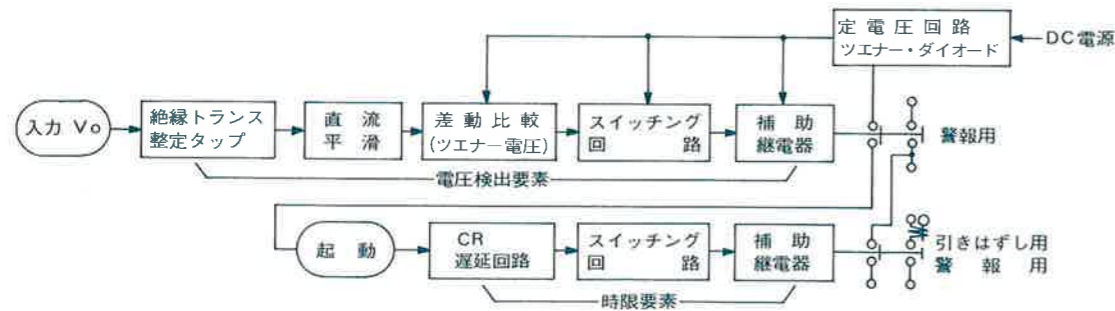 定電圧回路
ツエナー・ダイオード
DC電源
入力 Vo
絶縁トランス
整定タップ
直流
平滑
差動比較
(ツエナー電圧)
スイッチング
回路
補助
継電器
警報用
電圧検出要素
起動
CR
遅延回路
スイッチング
回路
補助
継電器
引きはずし用
警報用
時限要素